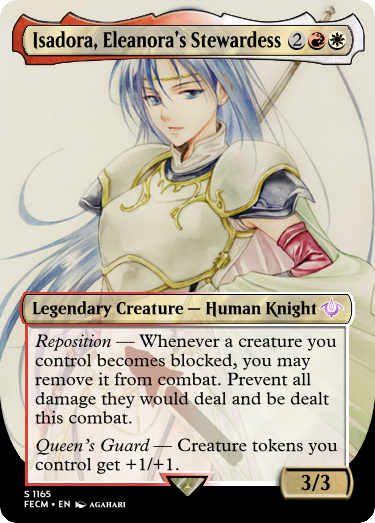 Isadora, Eleanora's Stewardess 2
Legendary Creature — Human Knight
Reposition — Whenever a creature you
control becomes blocked, you may
remove it from combat. Prevent all
damage they would deal and be dealt
this combat.
Queen's Guard — Creature tokens you
control get +1/+1.
3/3
S 1165
FECM • EN AGAHARI